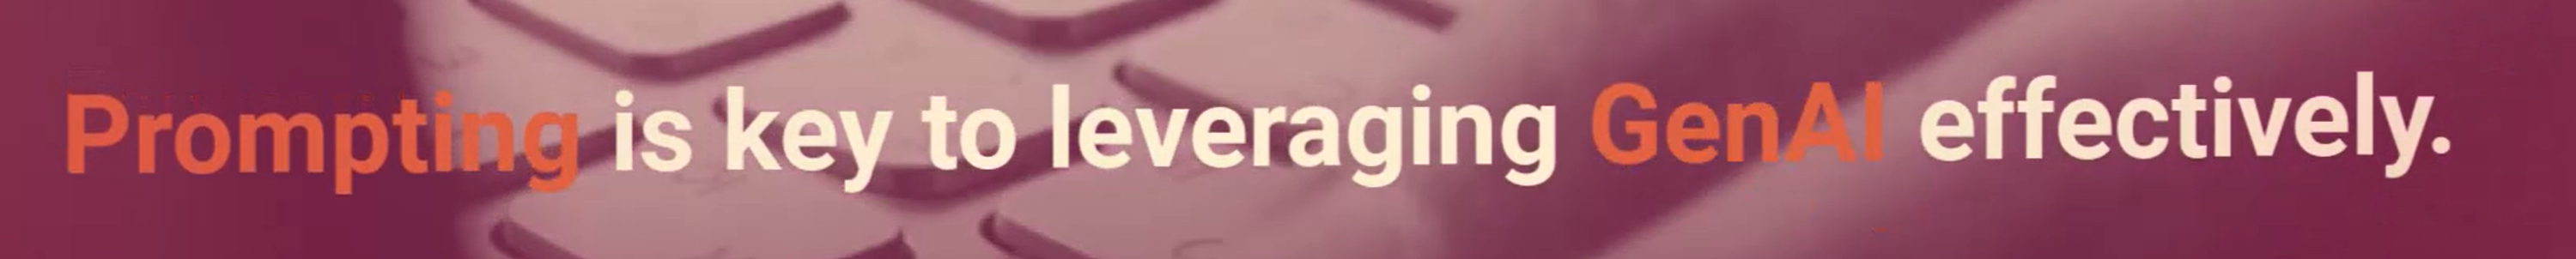 Prompting is key to leveraging GenAI effectively.